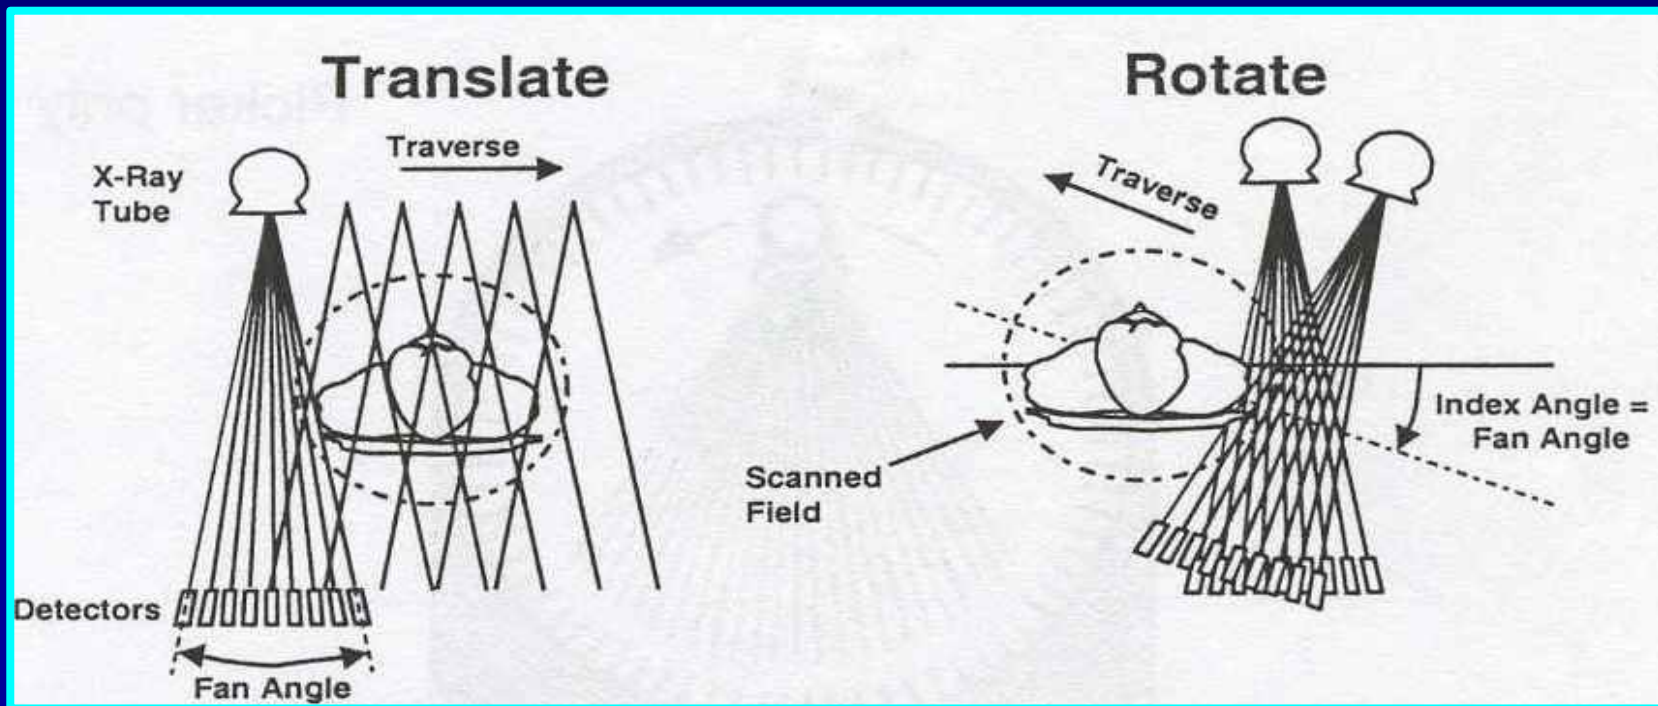 Translate
Rotate
Traverse
X-Ray
Tube
Traverse
Index Angle =
Fan Angle
Scanned
Field
Detectors
Fan Angle